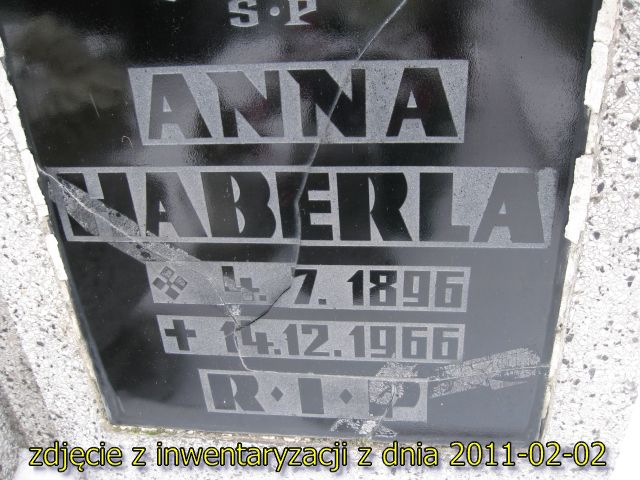 S·P
ANNA
HABERLA
4.7.1896
14.12.1966
R·I·P
zdjęcie z inwentaryzacji z dnia 2011-02-02